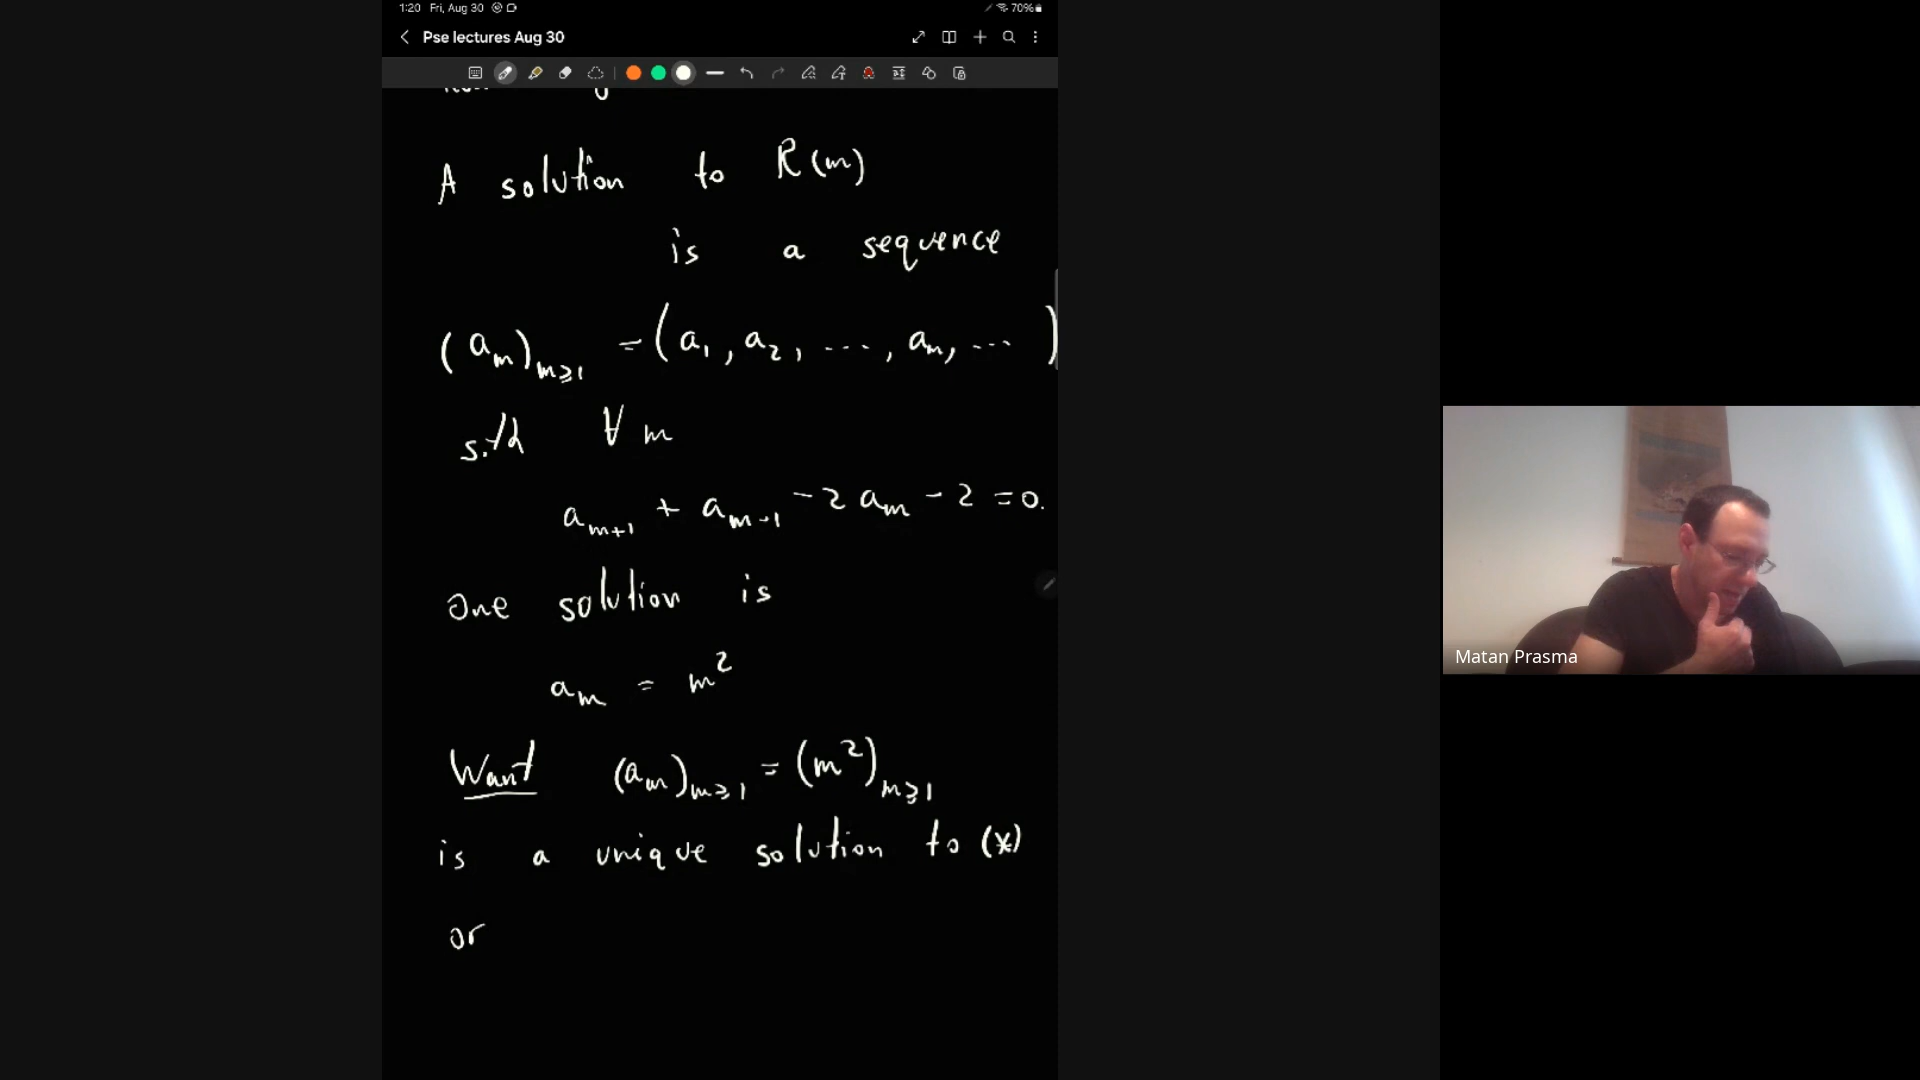 1:20 Fri, Aug 30 70%
Pse lectures Aug 30
A solution to R(m)
is a sequence
(a_m)_{m≥1} = (a_1, a_2, ..., a_m, ...)
s.th ∀ m
a_{m+1} + a_{m-1} - 2 a_m - 2 = 0.
One solution is
a_m = m^2
Want (a_m)_{m≥1} = (m^2)_{m≥1}
is a unique solution to (*)
or
Matan Prasma